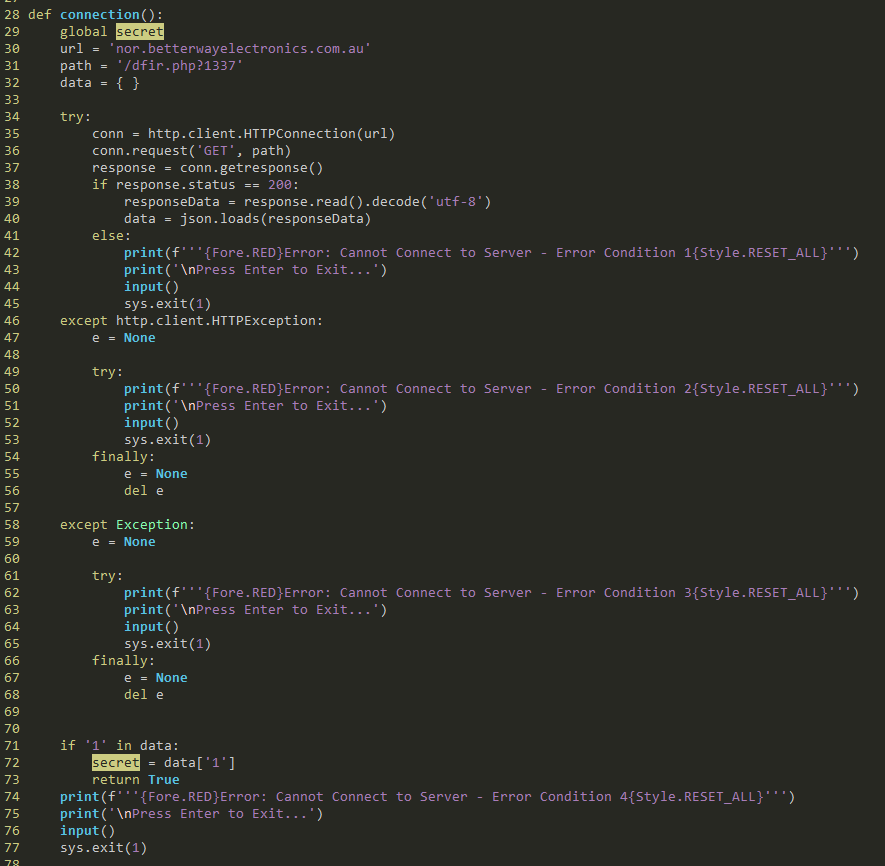 28 def connection():
29     global secret
30     url = 'nor.betterwayelectronics.com.au'
31     path = '/dfir.php?1337'
32     data = { }
33
34     try:
35         conn = http.client.HTTPConnection(url)
36         conn.request('GET', path)
37         response = conn.getresponse()
38         if response.status == 200:
39             responseData = response.read().decode('utf-8')
40             data = json.loads(responseData)
41         else:
42             print(f'''{Fore.RED}Error: Cannot Connect to Server - Error Condition 1{Style.RESET_ALL}''')
43             print('\nPress Enter to Exit...')
44             input()
45             sys.exit(1)
46     except http.client.HTTPException:
47         e = None
48
49         try:
50             print(f'''{Fore.RED}Error: Cannot Connect to Server - Error Condition 2{Style.RESET_ALL}''')
51             print('\nPress Enter to Exit...')
52             input()
53             sys.exit(1)
54         finally:
55             e = None
56             del e
57
58     except Exception:
59         e = None
60
61         try:
62             print(f'''{Fore.RED}Error: Cannot Connect to Server - Error Condition 3{Style.RESET_ALL}''')
63             print('\nPress Enter to Exit...')
64             input()
65             sys.exit(1)
66         finally:
67             e = None
68             del e
69
70
71     if '1' in data:
72         secret = data['1']
73         return True
74     print(f'''{Fore.RED}Error: Cannot Connect to Server - Error Condition 4{Style.RESET_ALL}''')
75     print('\nPress Enter to Exit...')
76     input()
77     sys.exit(1)
78